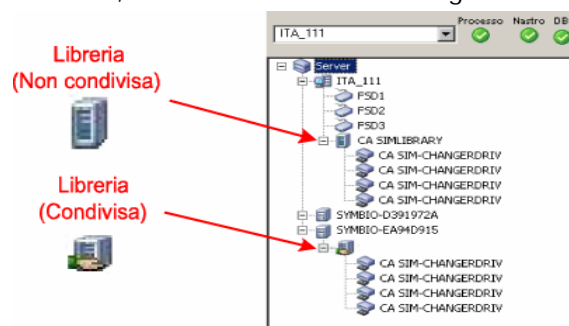 Processo Nastro DB
ITA_111
Server
ITA_111
FSD1
FSD2
FSD3
CA SIMLIBRARY
CA SIM-CHANGERDRIV
CA SIM-CHANGERDRIV
CA SIM-CHANGERDRIV
CA SIM-CHANGERDRIV
SYMBIO-D391972A
SYMBIO-EA94D915
CA SIM-CHANGERDRIV
CA SIM-CHANGERDRIV
CA SIM-CHANGERDRIV
CA SIM-CHANGERDRIV
Libreria
(Non condivisa)
Libreria
(Condivisa)